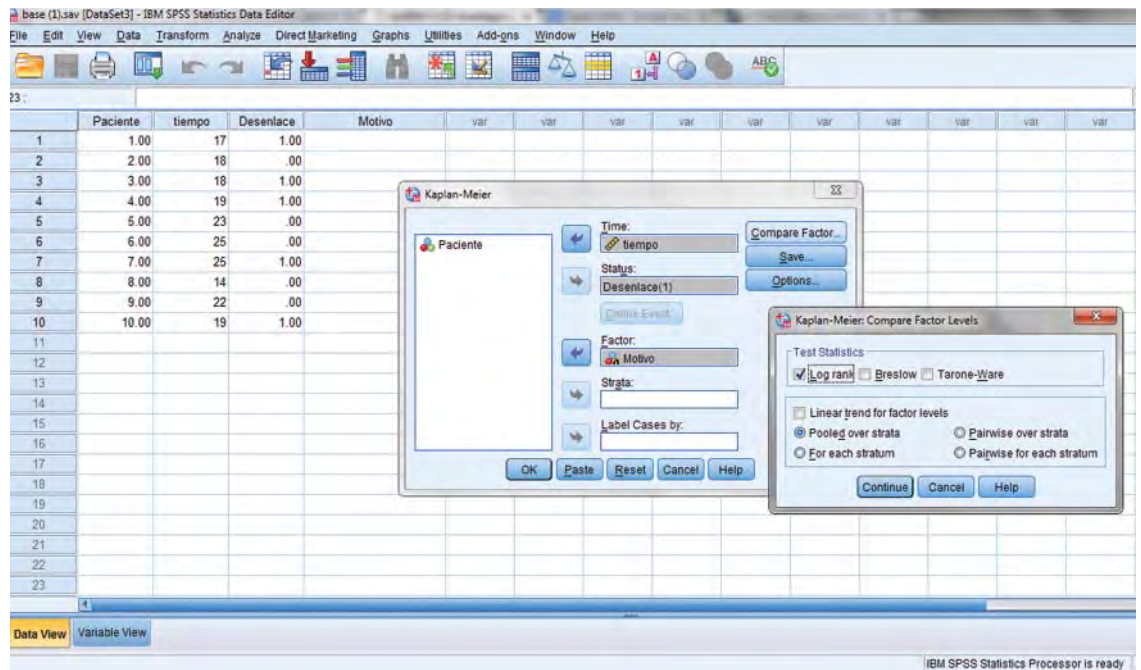 base (1).sav [DataSet3] - IBM SPSS Statistics Data Editor
File Edit View Data Transform Analyze Direct Marketing Graphs Utilities Add-ons Window Help
23 :
Paciente tiempo Desenlace Motivo var var var var var var var var var var
1 1.00 17 1.00
2 2.00 18 .00
3 3.00 18 1.00
4 4.00 19 1.00
5 5.00 23 .00
6 6.00 25 .00
7 7.00 25 1.00
8 8.00 14 .00
9 9.00 22 .00
10 10.00 19 1.00
11
12
13
14
15
16
17
18
19
20
21
22
23
Kaplan-Meier
Paciente
Time:
tiempo
Status:
Desenlace(1)
Define Event...
Factor:
Motivo
Strata:
Label Cases by:
Compare Factor...
Save...
Options...
OK Paste Reset Cancel Help
Kaplan-Meier: Compare Factor Levels
Test Statistics
Log rank Breslow Tarone-Ware
Linear trend for factor levels
Pooled over strata Pairwise over strata
For each stratum Pairwise for each stratum
Continue Cancel Help
Data View Variable View
IBM SPSS Statistics Processor is ready